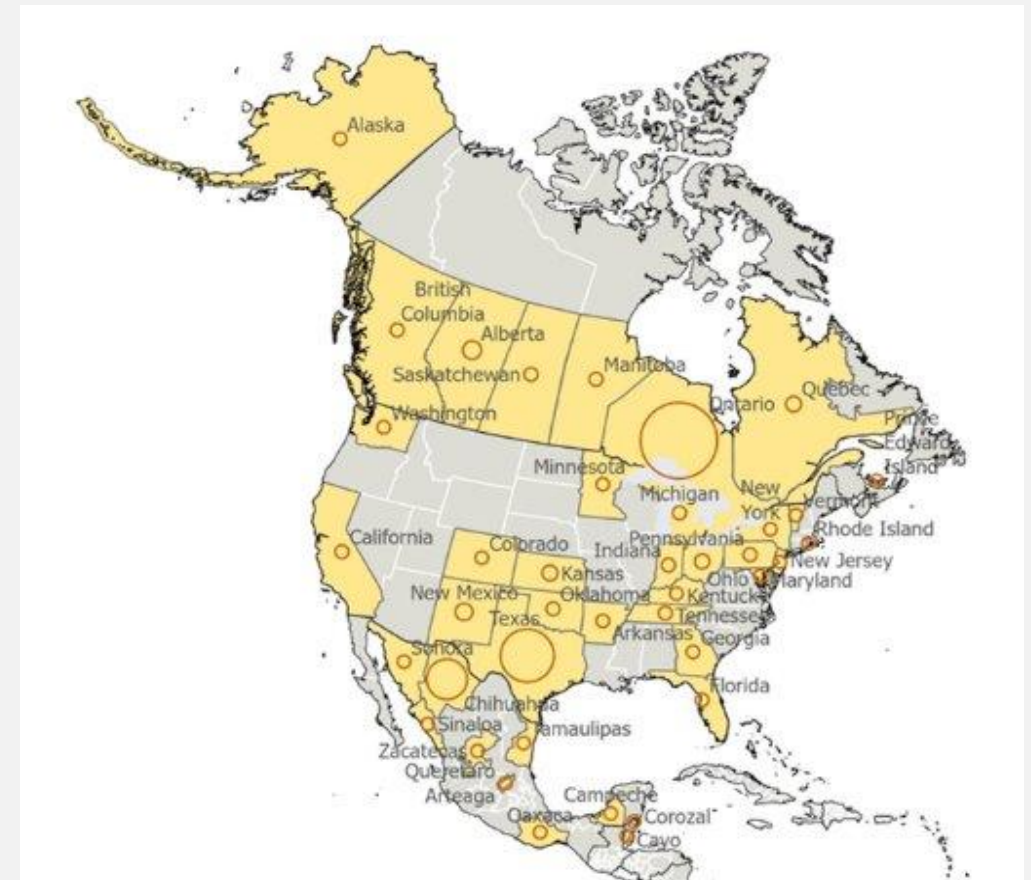 Alaska
British
Columbia
Alberta
Saskatchewan
Manitoba
Ontario
Quebec
Prince
Edward
Island
Washington
Minnesota
Michigan
New
York
Vermont
Rhode Island
Pennsylvania
California
Colorado
Indiana
New Jersey
Kansas
Ohio
Maryland
New Mexico
Oklahoma
Kentucky
Texas
Tennessee
Arkansas
Georgia
Sonora
Florida
Chihuahua
Sinaloa
Tamaulipas
Zacatecas
Queretaro
Arteaga
Campeche
Oaxaca
Corozal
Cayo